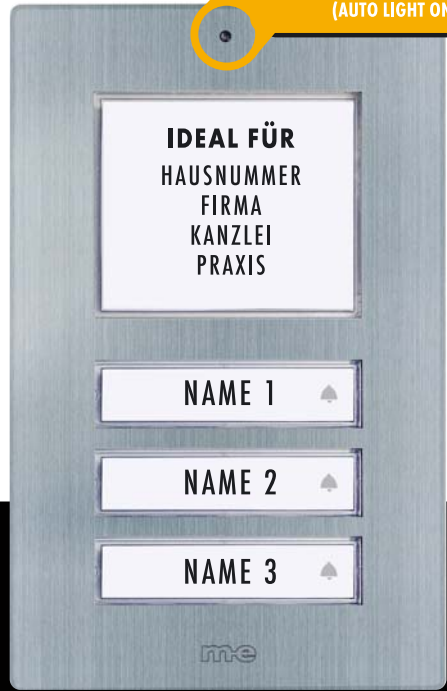 (AUTO LIGHT ON
IDEAL FÜR
HAUSNUMMER
FIRMA
KANZLEI
PRAXIS
NAME 1
NAME 2
NAME 3
m-e